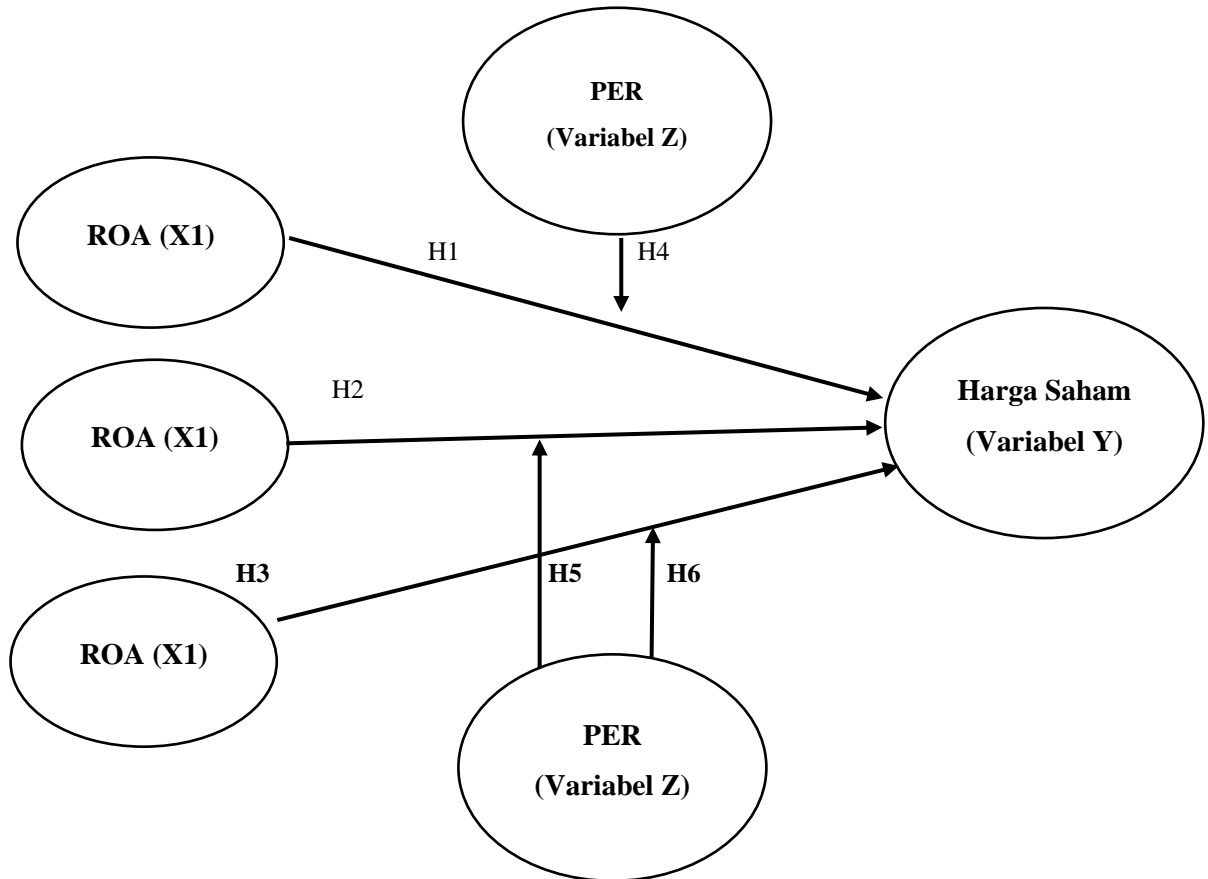 PER
(Variabel Z)
ROA (X1)
H1
H4
H2
ROA (X1)
Harga Saham
(Variabel Y)
H3
H5
H6
ROA (X1)
PER
(Variabel Z)